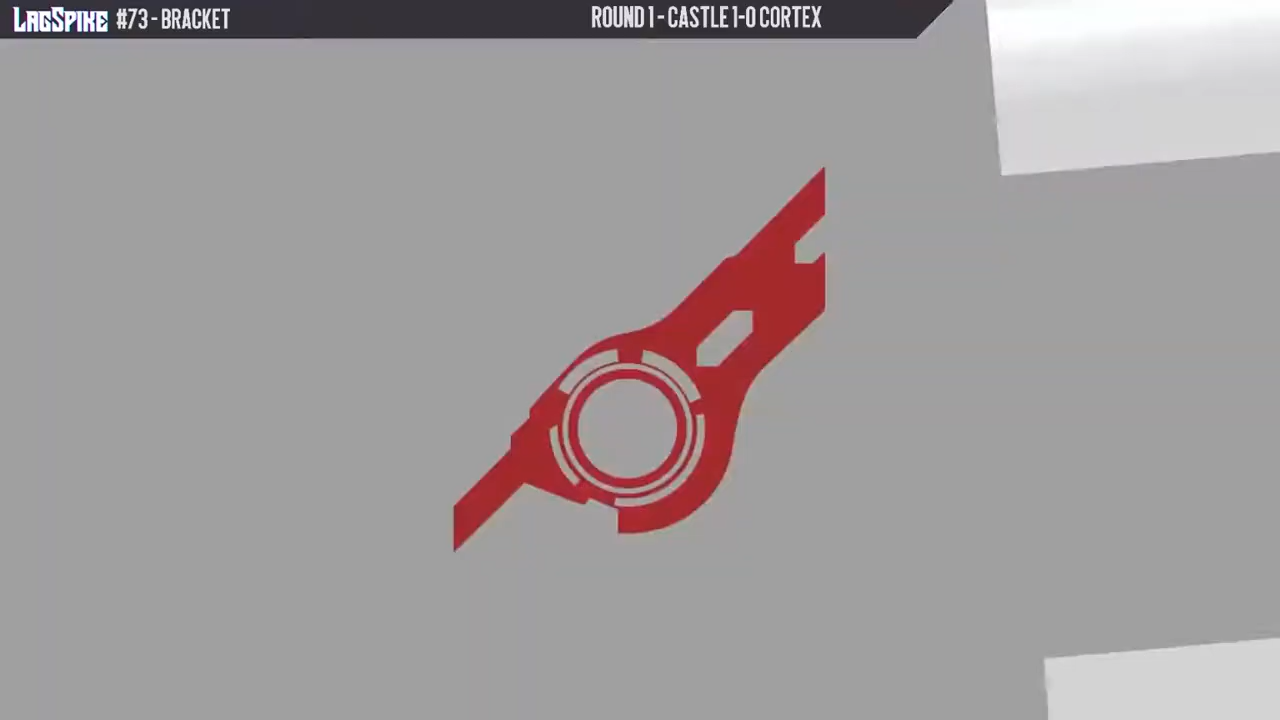 LAGSPIKE #73 - BRACKET
ROUND 1 - CASTLE 1-0 CORTEX